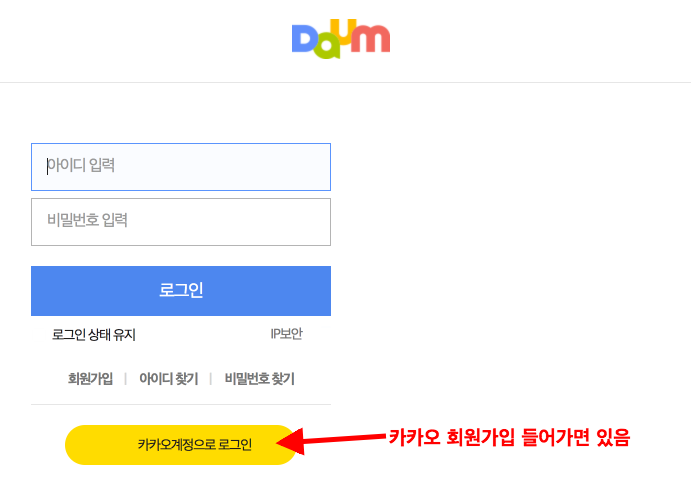 Daum
아이디 입력
비밀번호 입력
로그인
로그인 상태 유지 IP보안
회원가입 | 아이디 찾기 | 비밀번호 찾기
카카오계정으로 로그인 카카오 회원가입 들어가면 있음